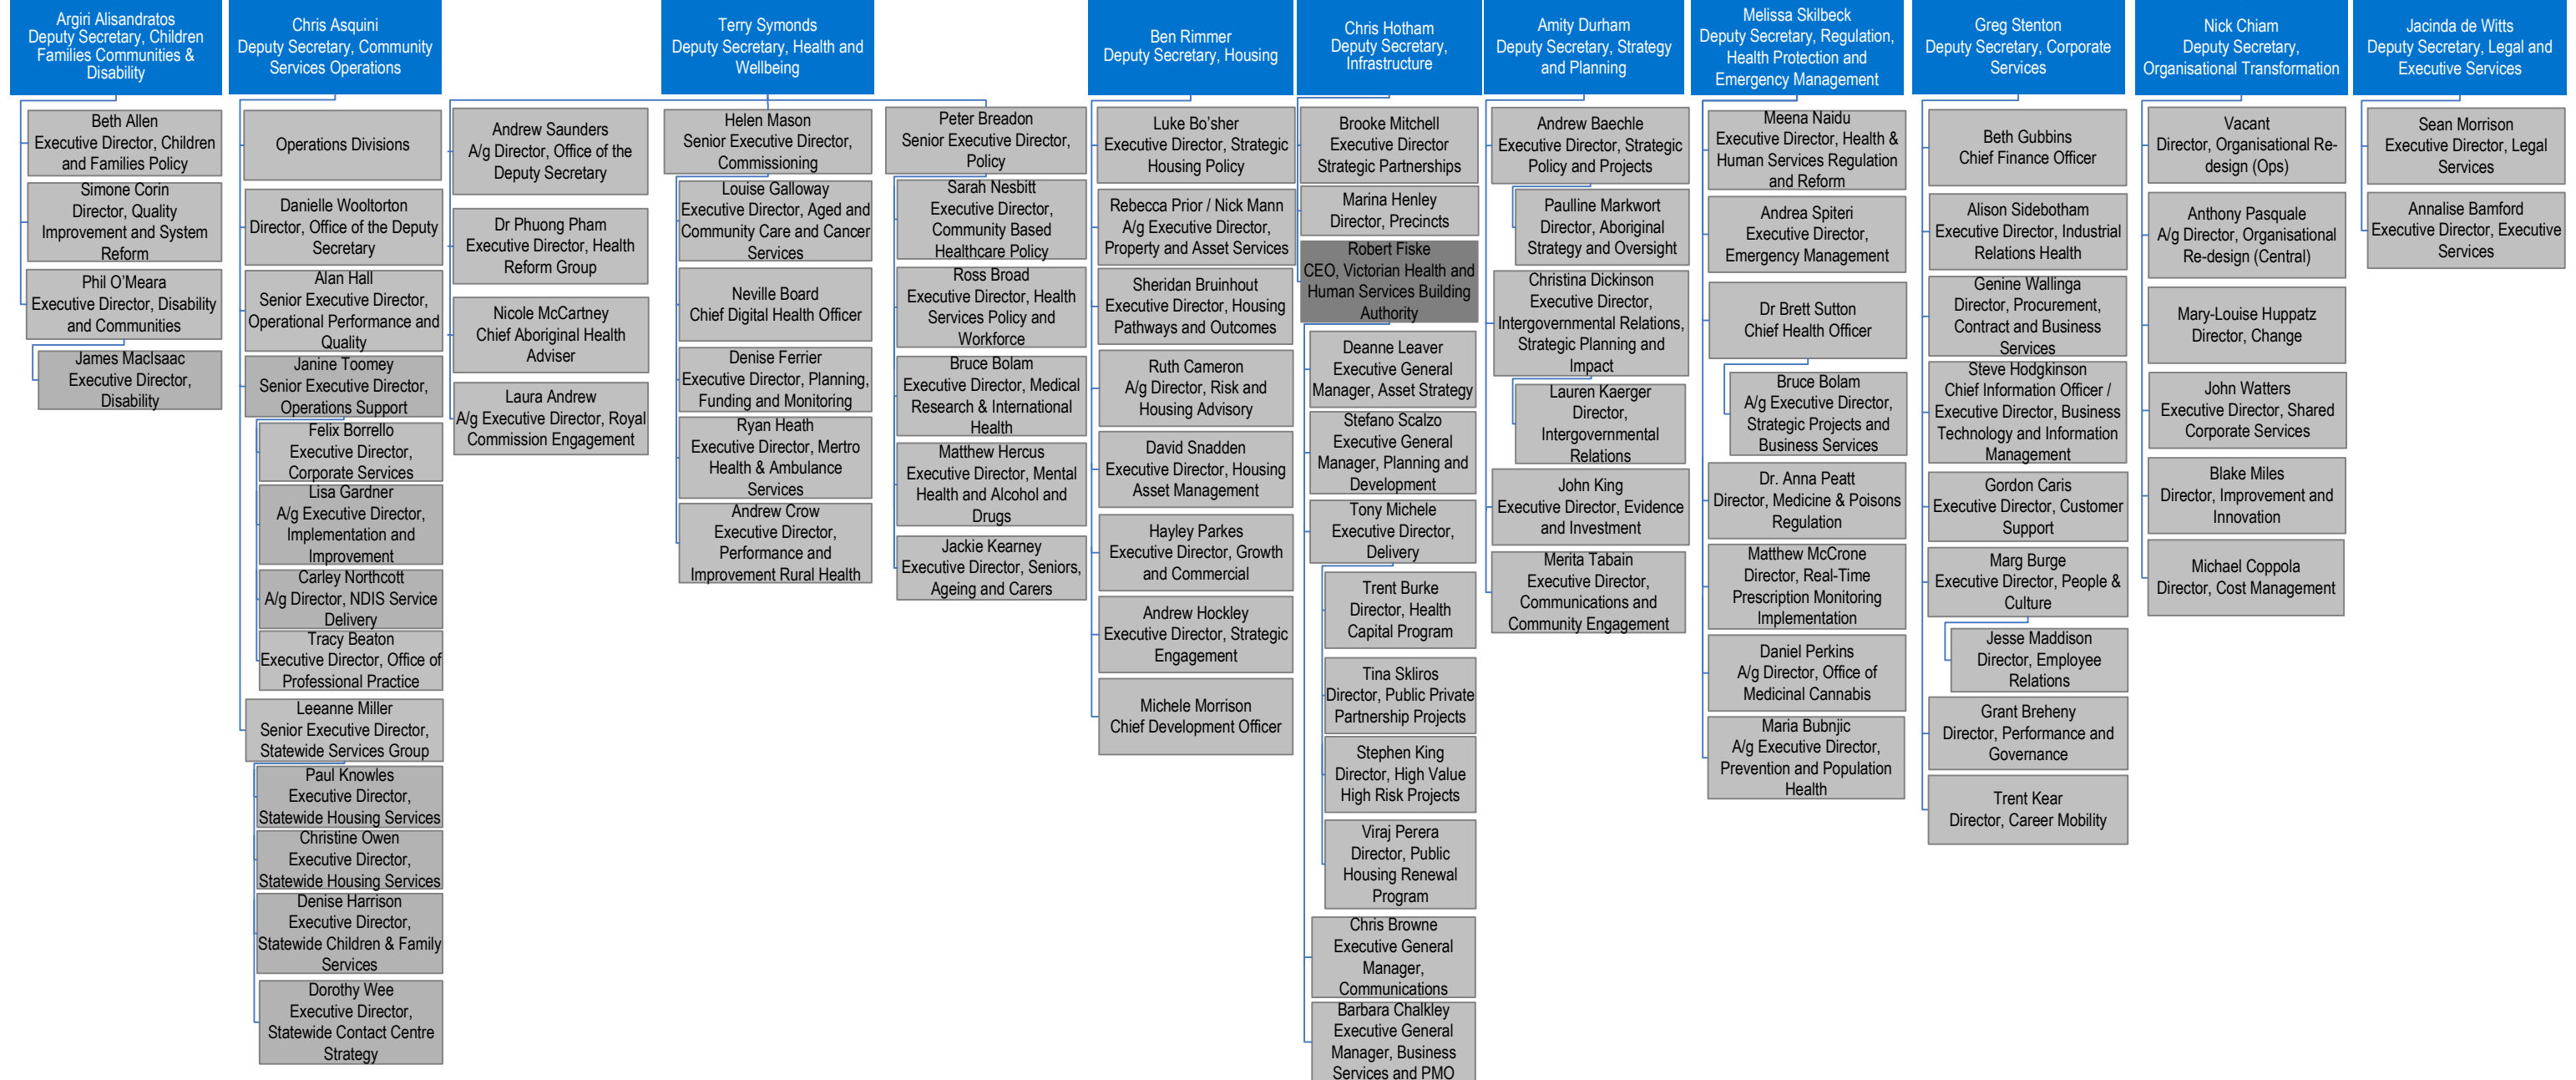 Argiri Alisandratos
Deputy Secretary, Children
Families Communities &
Disability
Beth Allen
Executive Director, Children
and Families Policy
Simone Corin
Director, Quality
Improvement and System
Reform
Phil O’Meara
Executive Director, Disability
and Communities
James MacIsaac
Executive Director,
Disability
Chris Asquini
Deputy Secretary, Community
Services Operations
Operations Divisions
Danielle Wooltorton
Director, Office of the Deputy
Secretary
Alan Hall
Senior Executive Director,
Operational Performance and
Quality
Janine Toomey
Senior Executive Director,
Operations Support
Felix Borrello
Executive Director,
Corporate Services
Lisa Gardner
A/g Executive Director,
Implementation and
Improvement
Carley Northcott
A/g Director, NDIS Service
Delivery
Tracy Beaton
Executive Director, Office of
Professional Practice
Leeanne Miller
Senior Executive Director,
Statewide Services Group
Paul Knowles
Executive Director,
Statewide Housing Services
Christine Owen
Executive Director,
Statewide Housing Services
Denise Harrison
Executive Director,
Statewide Children & Family
Services
Dorothy Wee
Executive Director,
Statewide Contact Centre
Strategy
Terry Symonds
Deputy Secretary, Health and
Wellbeing
Andrew Saunders
A/g Director, Office of the
Deputy Secretary
Dr Phuong Pham
Executive Director, Health
Reform Group
Nicole McCartney
Chief Aboriginal Health
Adviser
Laura Andrew
A/g Executive Director, Royal
Commission Engagement
Helen Mason
Senior Executive Director,
Commissioning
Louise Galloway
Executive Director, Aged and
Community Care and Cancer
Services
Neville Board
Chief Digital Health Officer
Denise Ferrier
Executive Director, Planning,
Funding and Monitoring
Ryan Heath
Executive Director, Mertro
Health & Ambulance
Services
Andrew Crow
Executive Director,
Performance and
Improvement Rural Health
Peter Breadon
Senior Executive Director,
Policy
Sarah Nesbitt
Executive Director,
Community Based
Healthcare Policy
Ross Broad
Executive Director, Health
Services Policy and
Workforce
Bruce Bolam
Executive Director, Medical
Research & International
Health
Matthew Hercus
Executive Director, Mental
Health and Alcohol and
Drugs
Jackie Kearney
Executive Director, Seniors,
Ageing and Carers
Ben Rimmer
Deputy Secretary, Housing
Luke Bo’sher
Executive Director, Strategic
Housing Policy
Rebecca Prior / Nick Mann
A/g Executive Director,
Property and Asset Services
Sheridan Bruinhout
Executive Director, Housing
Pathways and Outcomes
Ruth Cameron
A/g Director, Risk and
Housing Advisory
David Snadden
Executive Director, Housing
Asset Management
Hayley Parkes
Executive Director, Growth
and Commercial
Andrew Hockley
Executive Director, Strategic
Engagement
Michele Morrison
Chief Development Officer
Chris Hotham
Deputy Secretary,
Infrastructure
Brooke Mitchell
Executive Director
Strategic Partnerships
Marina Henley
Director, Precincts
Robert Fiske
CEO, Victorian Health and
Human Services Building
Authority
Deanne Leaver
Executive General
Manager, Asset Strategy
Stefano Scalzo
Executive General
Manager, Planning and
Development
Tony Michele
Executive Director,
Delivery
Trent Burke
Director, Health
Capital Program
Tina Skliros
Director, Public Private
Partnership Projects
Stephen King
Director, High Value
High Risk Projects
Viraj Perera
Director, Public
Housing Renewal
Program
Chris Browne
Executive General
Manager,
Communications
Barbara Chalkley
Executive General
Manager, Business
Services and PMO
Amity Durham
Deputy Secretary, Strategy
and Planning
Andrew Baechle
Executive Director, Strategic
Policy and Projects
Paulline Markwort
Director, Aboriginal
Strategy and Oversight
Christina Dickinson
Executive Director,
Intergovernmental Relations,
Strategic Planning and
Impact
Lauren Kaerger
Director,
Intergovernmental
Relations
John King
Executive Director, Evidence
and Investment
Merita Tabain
Executive Director,
Communications and
Community Engagement
Melissa Skilbeck
Deputy Secretary, Regulation,
Health Protection and
Emergency Management
Meena Naidu
Executive Director, Health &
Human Services Regulation
and Reform
Andrea Spiteri
Executive Director,
Emergency Management
Dr Brett Sutton
Chief Health Officer
Bruce Bolam
A/g Executive Director,
Strategic Projects and
Business Services
Dr. Anna Peatt
Director, Medicine & Poisons
Regulation
Matthew McCrone
Director, Real-Time
Prescription Monitoring
Implementation
Daniel Perkins
A/g Director, Office of
Medicinal Cannabis
Maria Bubnjic
A/g Executive Director,
Prevention and Population
Health
Greg Stenton
Deputy Secretary, Corporate
Services
Beth Gubbins
Chief Finance Officer
Alison Sidebotham
Executive Director, Industrial
Relations Health
Genine Wallinga
Director, Procurement,
Contract and Business
Services
Steve Hodgkinson
Chief Information Officer /
Executive Director, Business
Technology and Information
Management
Gordon Caris
Executive Director, Customer
Support
Marg Burge
Executive Director, People &
Culture
Jesse Maddison
Director, Employee
Relations
Grant Breheny
Director, Performance and
Governance
Trent Kear
Director, Career Mobility
Nick Chiam
Deputy Secretary,
Organisational Transformation
Vacant
Director, Organisational Re-
design (Ops)
Anthony Pasquale
A/g Director, Organisational
Re-design (Central)
Mary-Louise Huppatz
Director, Change
John Watters
Executive Director, Shared
Corporate Services
Blake Miles
Director, Improvement and
Innovation
Michael Coppola
Director, Cost Management
Jacinda de Witts
Deputy Secretary, Legal and
Executive Services
Sean Morrison
Executive Director, Legal
Services
Annalise Bamford
Executive Director, Executive
Services